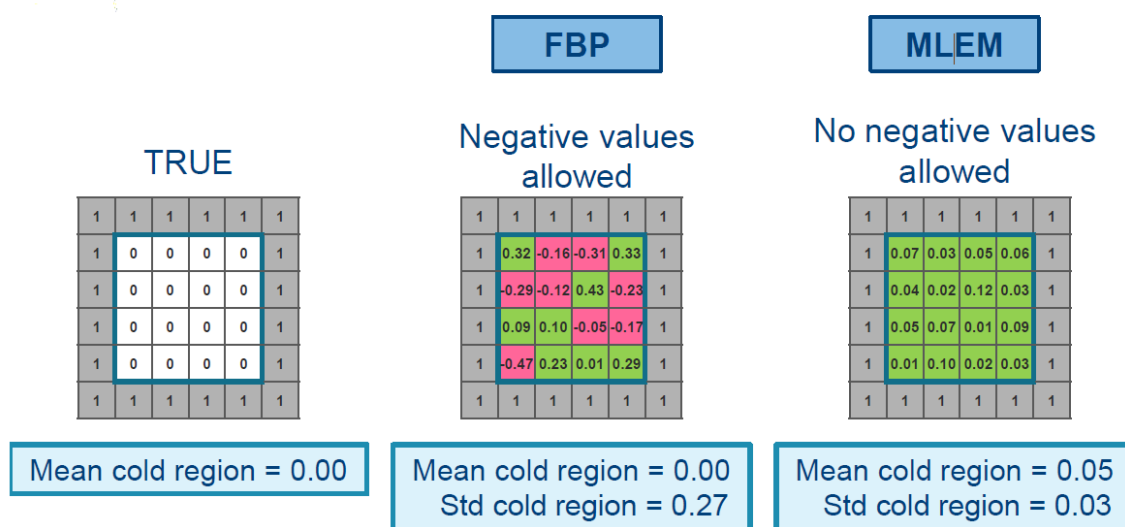 FBP
MLEM
TRUE
Negative values
allowed
No negative values
allowed
1 1 1 1 1 1
1 0 0 0 0 1
1 0 0 0 0 1
1 0 0 0 0 1
1 0 0 0 0 1
1 1 1 1 1 1
1 1 1 1 1 1
1 0.32 -0.16 -0.31 0.33 1
1 -0.29 -0.12 0.43 -0.23 1
1 0.09 0.10 -0.05 -0.17 1
1 -0.47 0.23 0.01 0.29 1
1 1 1 1 1 1
1 1 1 1 1 1
1 0.07 0.03 0.05 0.06 1
1 0.04 0.02 0.12 0.03 1
1 0.05 0.07 0.01 0.09 1
1 0.01 0.10 0.02 0.03 1
1 1 1 1 1 1
Mean cold region = 0.00
Mean cold region = 0.00
Std cold region = 0.27
Mean cold region = 0.05
Std cold region = 0.03